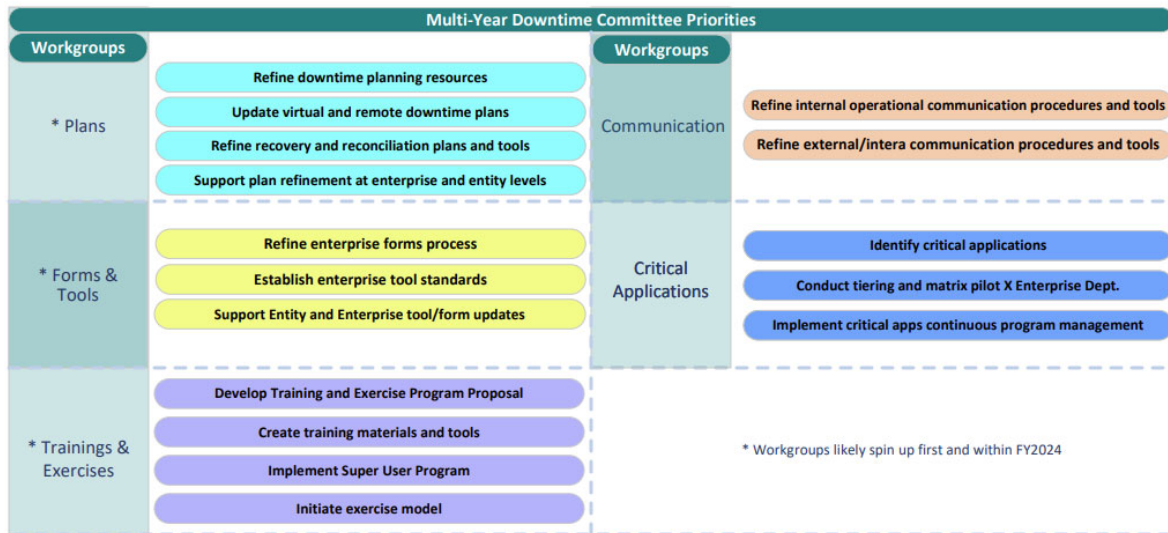 Multi-Year Downtime Committee Priorities
Workgroups
* Plans
Refine downtime planning resources
Update virtual and remote downtime plans
Refine recovery and reconciliation plans and tools
Support plan refinement at enterprise and entity levels
* Forms &
Tools
Refine enterprise forms process
Establish enterprise tool standards
Support Entity and Enterprise tool/form updates
* Trainings &
Exercises
Develop Training and Exercise Program Proposal
Create training materials and tools
Implement Super User Program
Initiate exercise model
Workgroups
Communication
Refine internal operational communication procedures and tools
Refine external/intera communication procedures and tools
Critical
Applications
Identify critical applications
Conduct tiering and matrix pilot X Enterprise Dept.
Implement critical apps continuous program management
* Workgroups likely spin up first and within FY2024